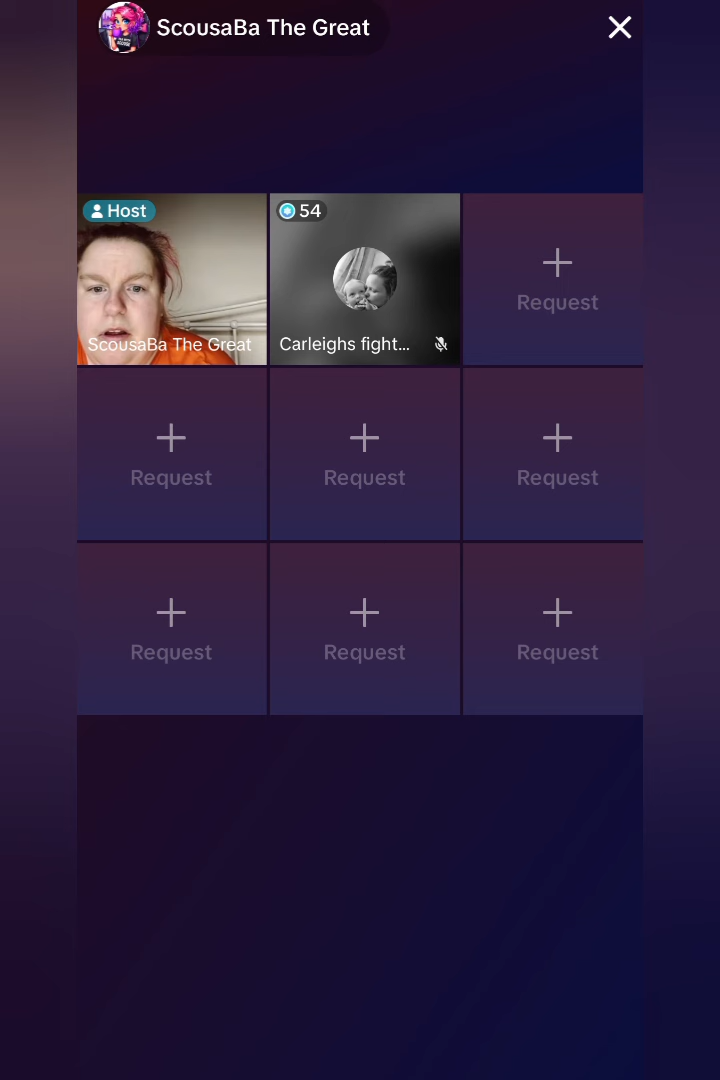 ScousaBa The Great
Host
54
ScousaBa The Great
Carleighs fight...
Request
Request
Request
Request
Request
Request
Request